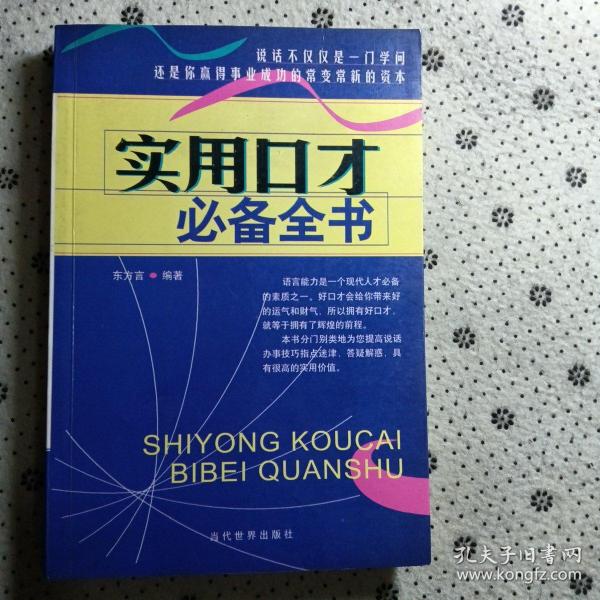 说话不仅仅是一门学问
还是你赢得事业成功的常变常新的资本
实用口才
必备全书
东方言 ● 编著
语言能力是一个现代人才必备
的素质之一。好口才会给你带来好
的运气和财气，所以拥有好口才，
就等于拥有了辉煌的前程。
本书分门别类地为您提高说话
办事技巧指点迷津、答疑解惑，具
有很高的实用价值。
SHIYONG KOUCAI
BIBEI QUANSHU
当代世界出版社
孔夫子旧书网
www.kongfz.com